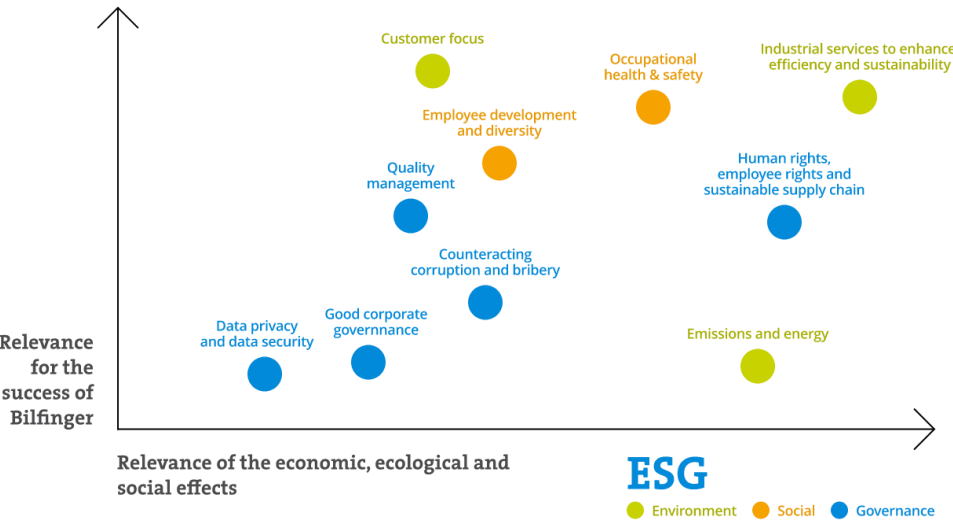 Customer focus
Occupational
health & safety
Industrial services to enhance
efficiency and sustainability
Employee development
and diversity
Quality
management
Human rights,
employee rights and
sustainable supply chain
Counteracting
corruption and bribery
Good corporate
governnance
Data privacy
and data security
Emissions and energy
Relevance
for the
success of
Bilfinger
Relevance of the economic, ecological and
social effects
ESG
Environment Social Governance